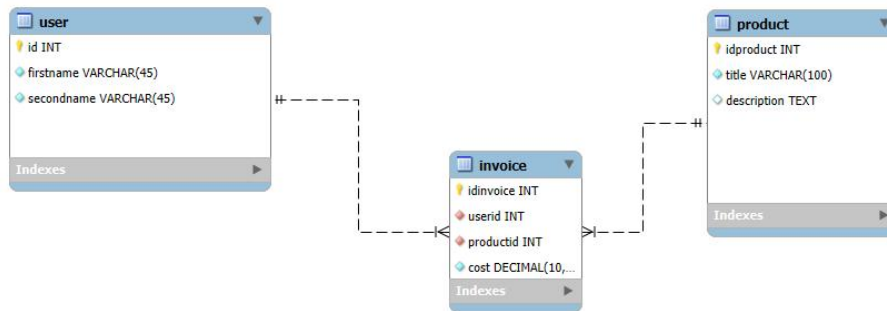 user
id INT
firstname VARCHAR(45)
secondname VARCHAR(45)
Indexes
invoice
idinvoice INT
userid INT
productid INT
cost DECIMAL(10,...
Indexes
product
idproduct INT
title VARCHAR(100)
description TEXT
Indexes